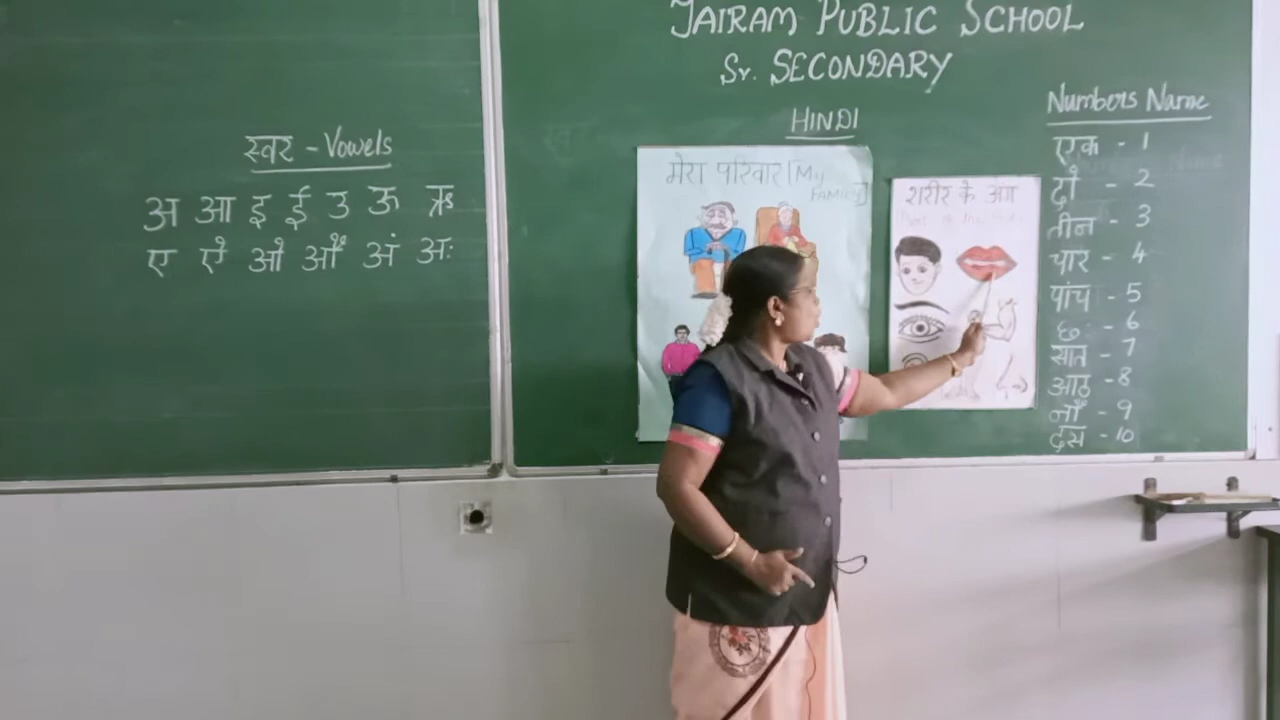 JAIRAM PUBLIC SCHOOL
Sr. SECONDARY
HINDI
स्वर - Vowels
अ आ इ ई उ ऊ ऋ
ए ऐ ओ औ अं अः
मेरा परिवार [My
FAMILY]
शरीर के अंग
Numbers Name
एक - 1
दो - 2
तीन - 3
चार - 4
पांच - 5
छः - 6
सात - 7
आठ - 8
नौ - 9
दस - 10